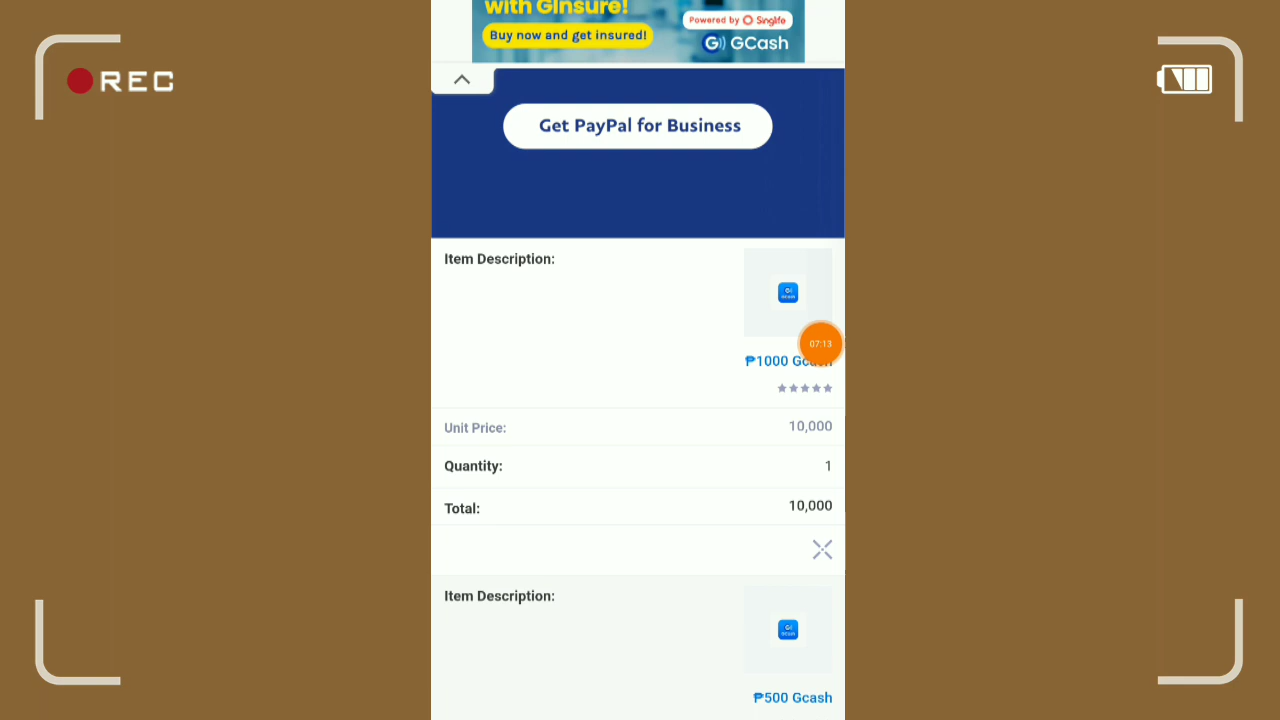 with GInsure!
Powered by Singlife
Buy now and get insured!
G) GCash
REC
Get PayPal for Business
Item Description:
07:13
₱1000
Unit Price: 10,000
Quantity: 1
Total: 10,000
Item Description:
₱500 Gcash